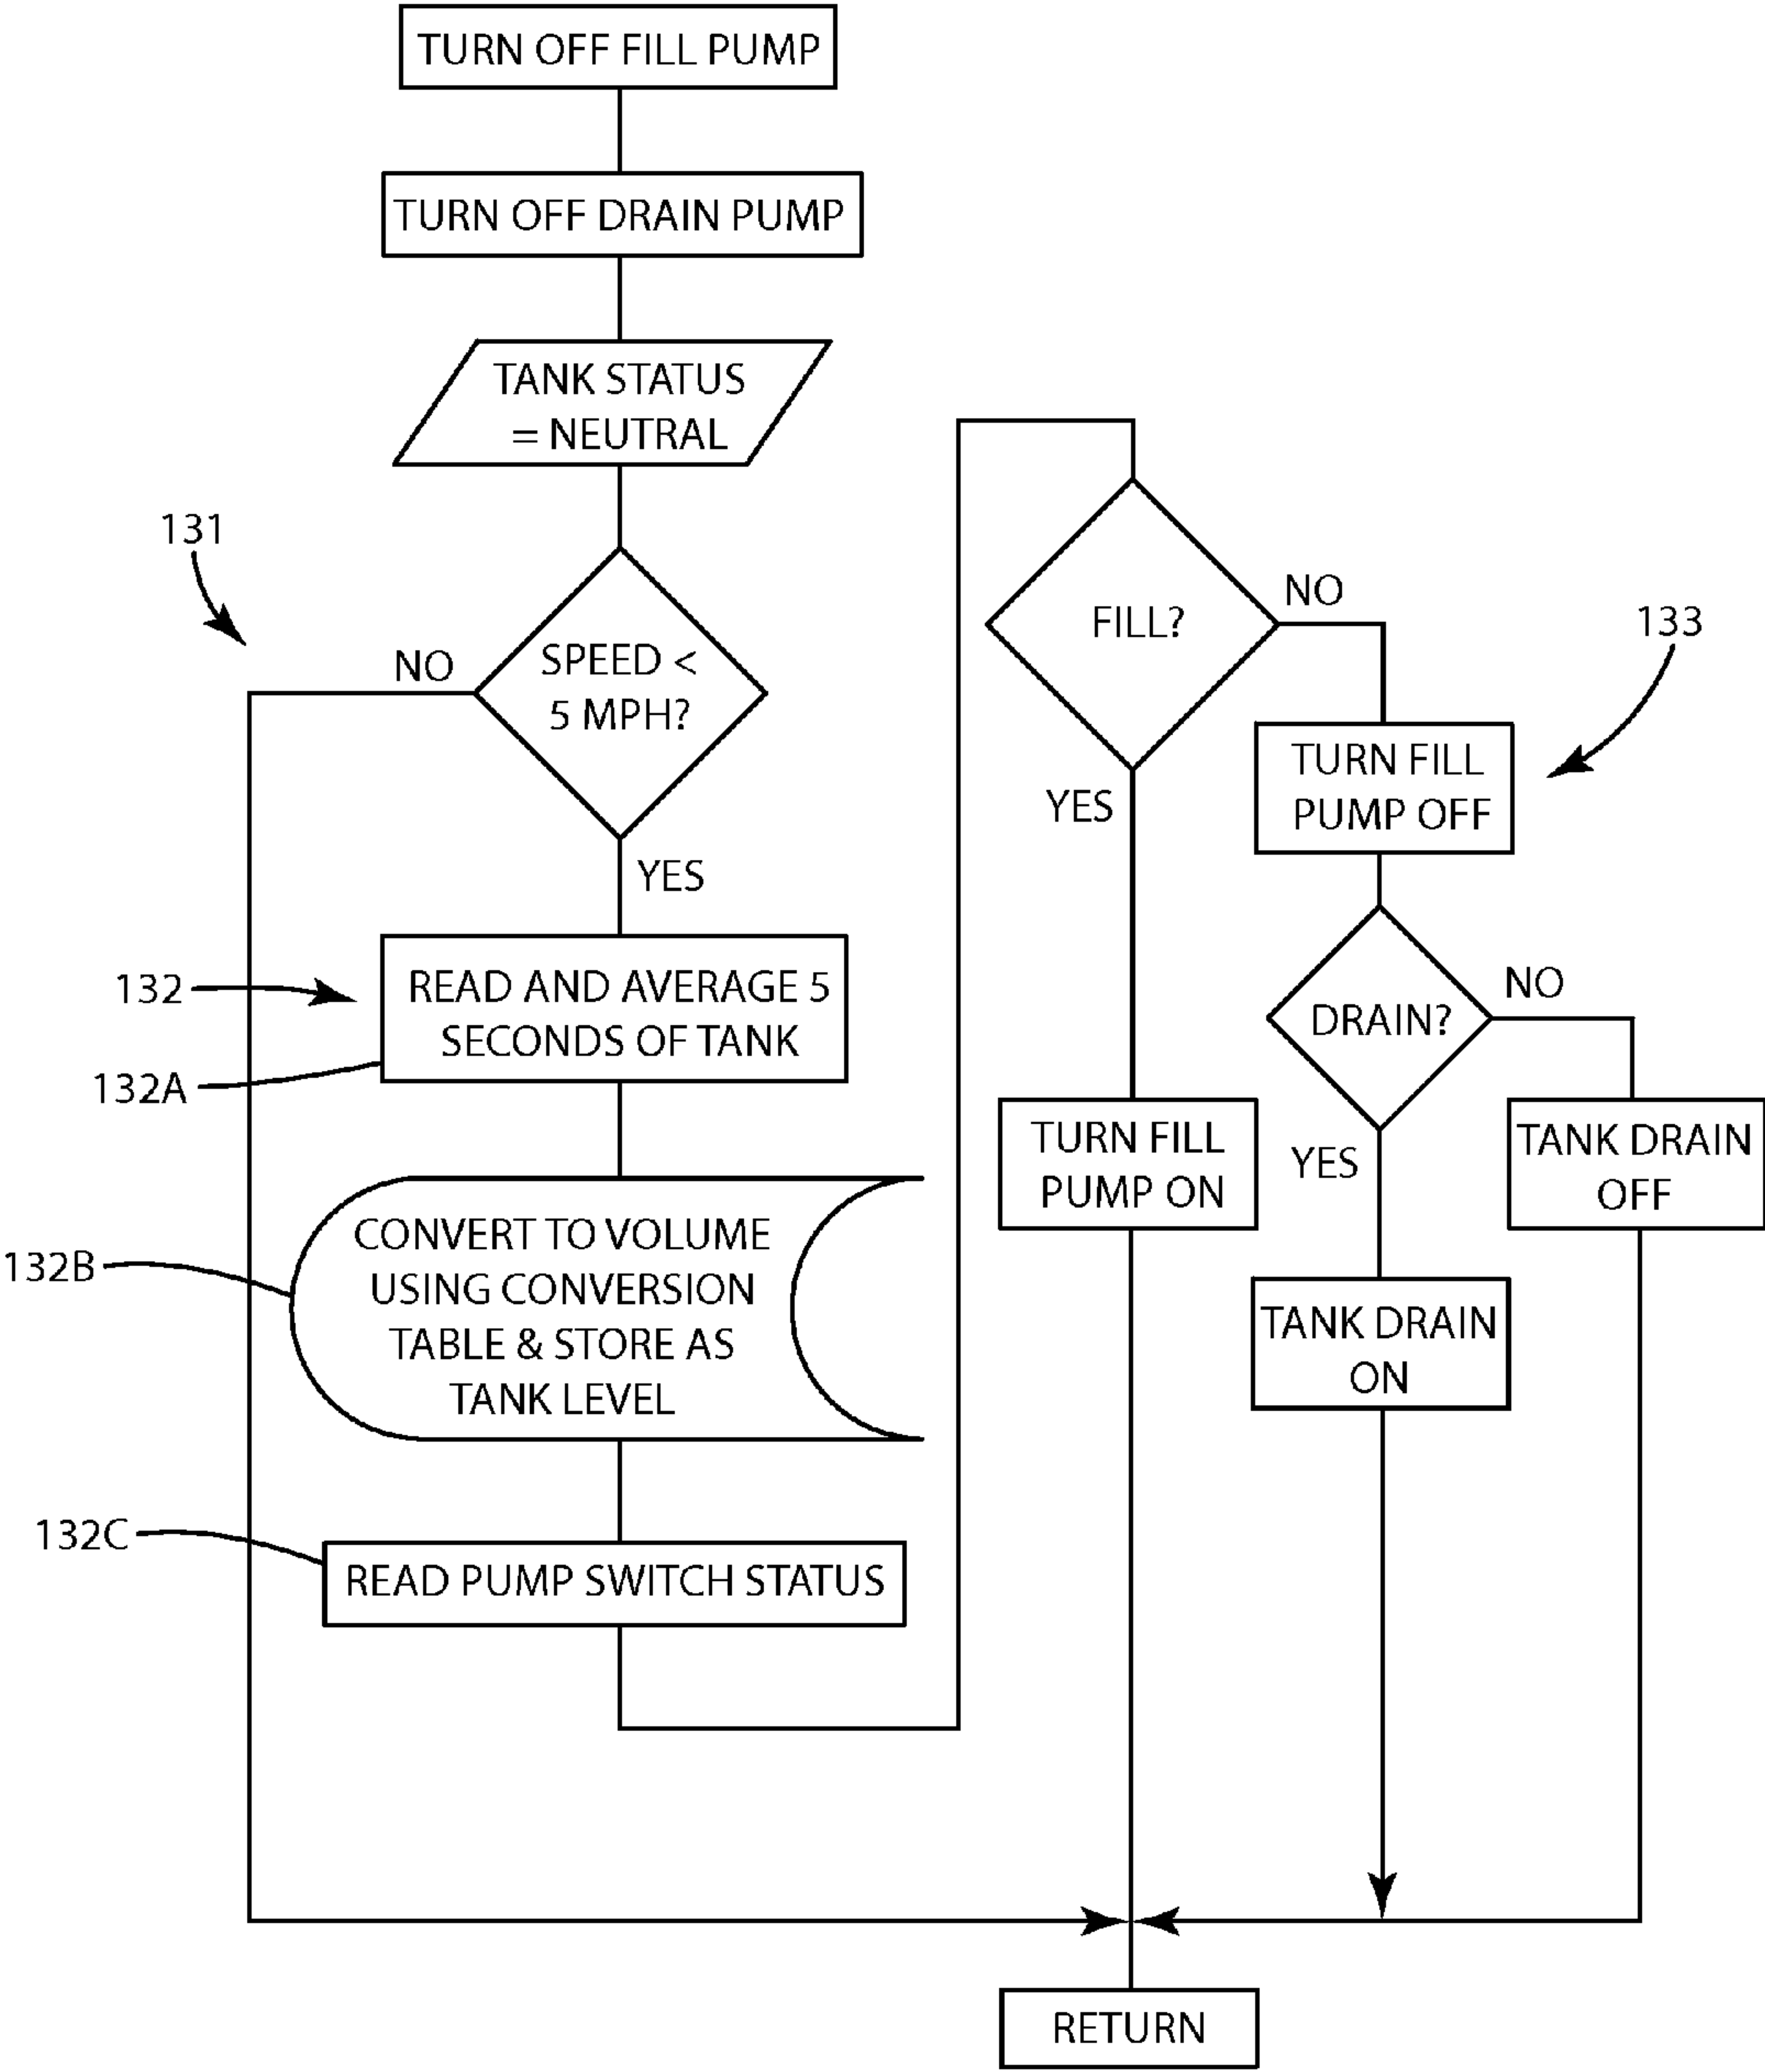 TURN OFF FILL PUMP
TURN OFF DRAIN PUMP
TANK STATUS
= NEUTRAL
131
NO
SPEED <
5 MPH?
YES
132
READ AND AVERAGE 5
SECONDS OF TANK
132A
132B
CONVERT TO VOLUME
USING CONVERSION
TABLE & STORE AS
TANK LEVEL
132C
READ PUMP SWITCH STATUS
FILL?
NO
133
YES
TURN FILL
PUMP OFF
DRAIN?
NO
YES
TURN FILL
PUMP ON
TANK DRAIN
OFF
TANK DRAIN
ON
RETURN